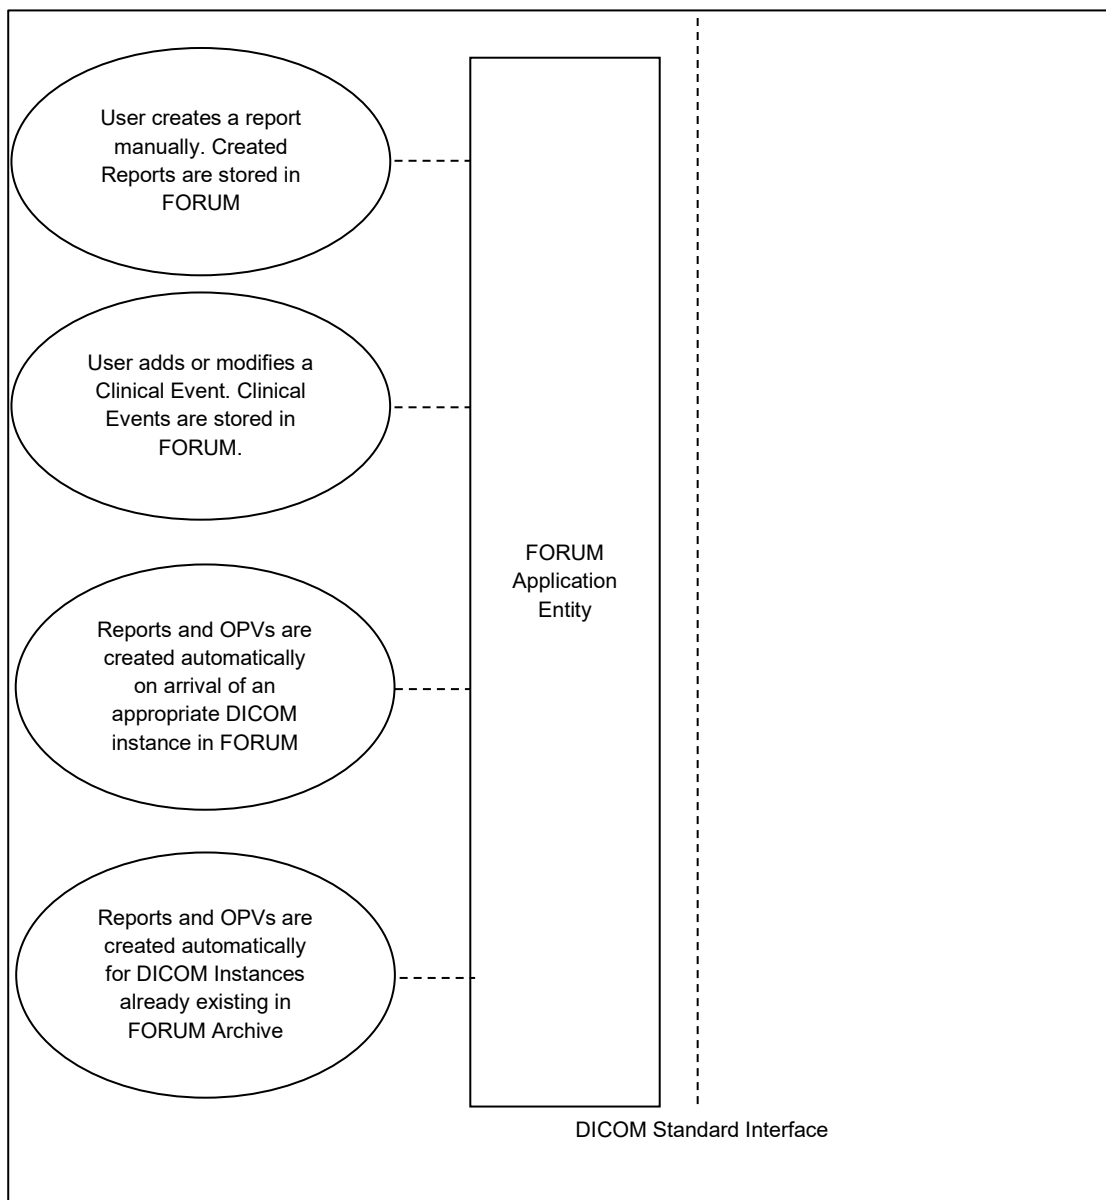 User creates a report
manually. Created
Reports are stored in
FORUM
User adds or modifies a
Clinical Event. Clinical
Events are stored in
FORUM.
FORUM
Application
Entity
Reports and OPVs are
created automatically
on arrival of an
appropriate DICOM
instance in FORUM
Reports and OPVs are
created automatically
for DICOM Instances
already existing in
FORUM Archive
DICOM Standard Interface